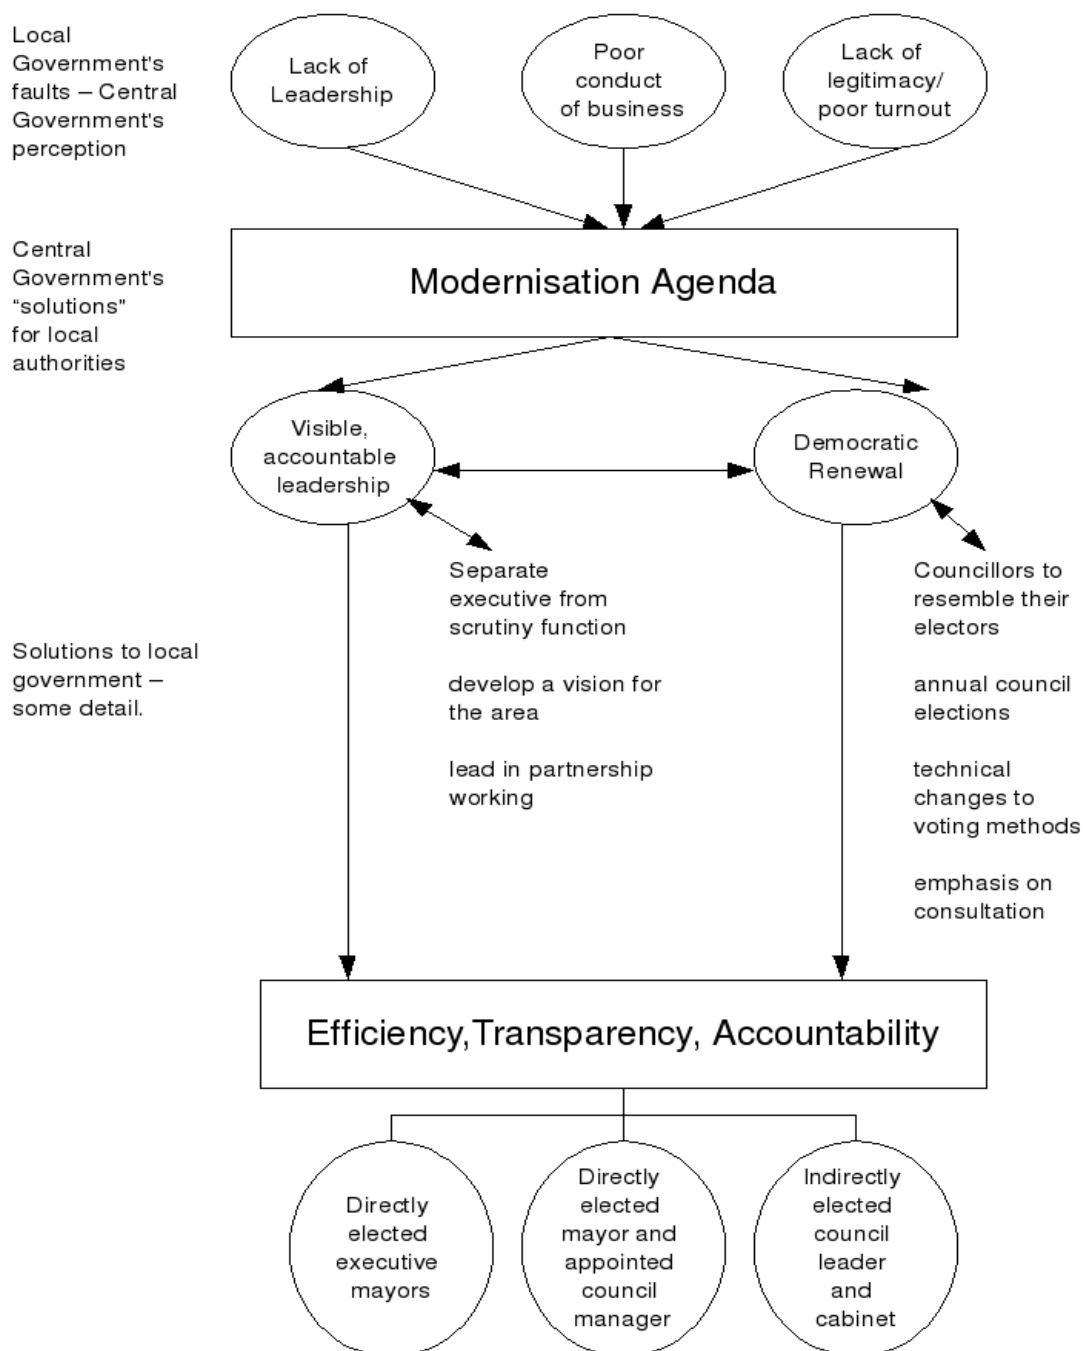 Local
Government's
faults – Central
Government's
perception
Lack of
Leadership
Poor
conduct
of business
Lack of
legitimacy/
poor turnout
Central
Government's
"solutions"
for local
authorities
Modernisation Agenda
Visible,
accountable
leadership
Democratic
Renewal
Solutions to local
government –
some detail.
Separate
executive from
scrutiny function
develop a vision for
the area
lead in partnership
working
Councillors to
resemble their
electors
annual council
elections
technical
changes to
voting methods
emphasis on
consultation
Efficiency,Transparency, Accountability
Directly
elected
executive
mayors
Directly
elected
mayor and
appointed
council
manager
Indirectly
elected
council
leader
and
cabinet